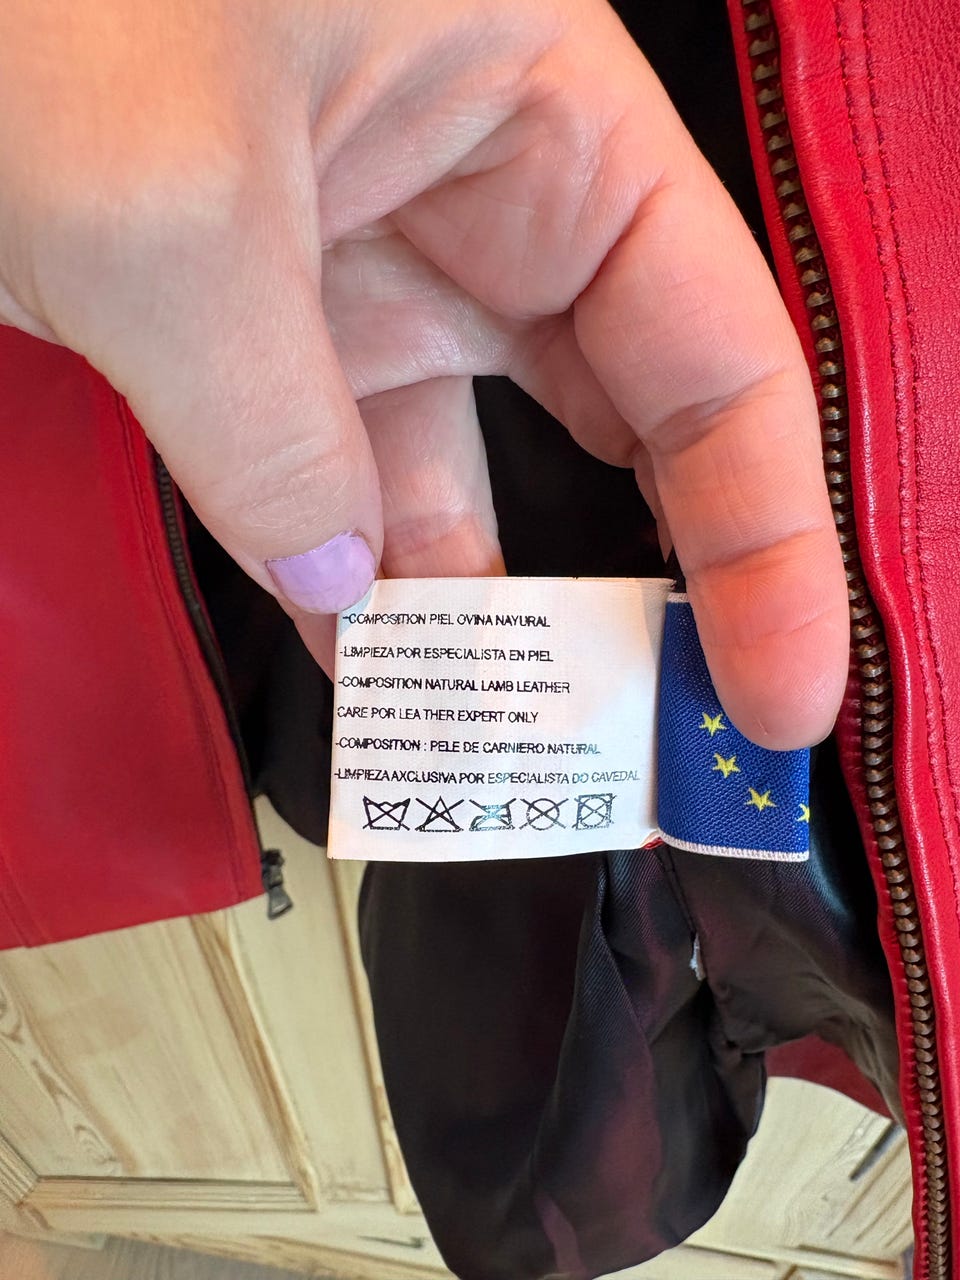 -COMPOSITION PIEL OVINA NAYURAL
-LIMPIEZA POR ESPECIALISTA EN PIEL
-COMPOSITION NATURAL LAMB LEATHER
CARE POR LEA THER EXPERT ONLY
-COMPOSITION : PELE DE CARNIERO NATURAL
-LIMPIEZA AXCLUSIVA POR ESPECIALISTA DO CAVEDAL